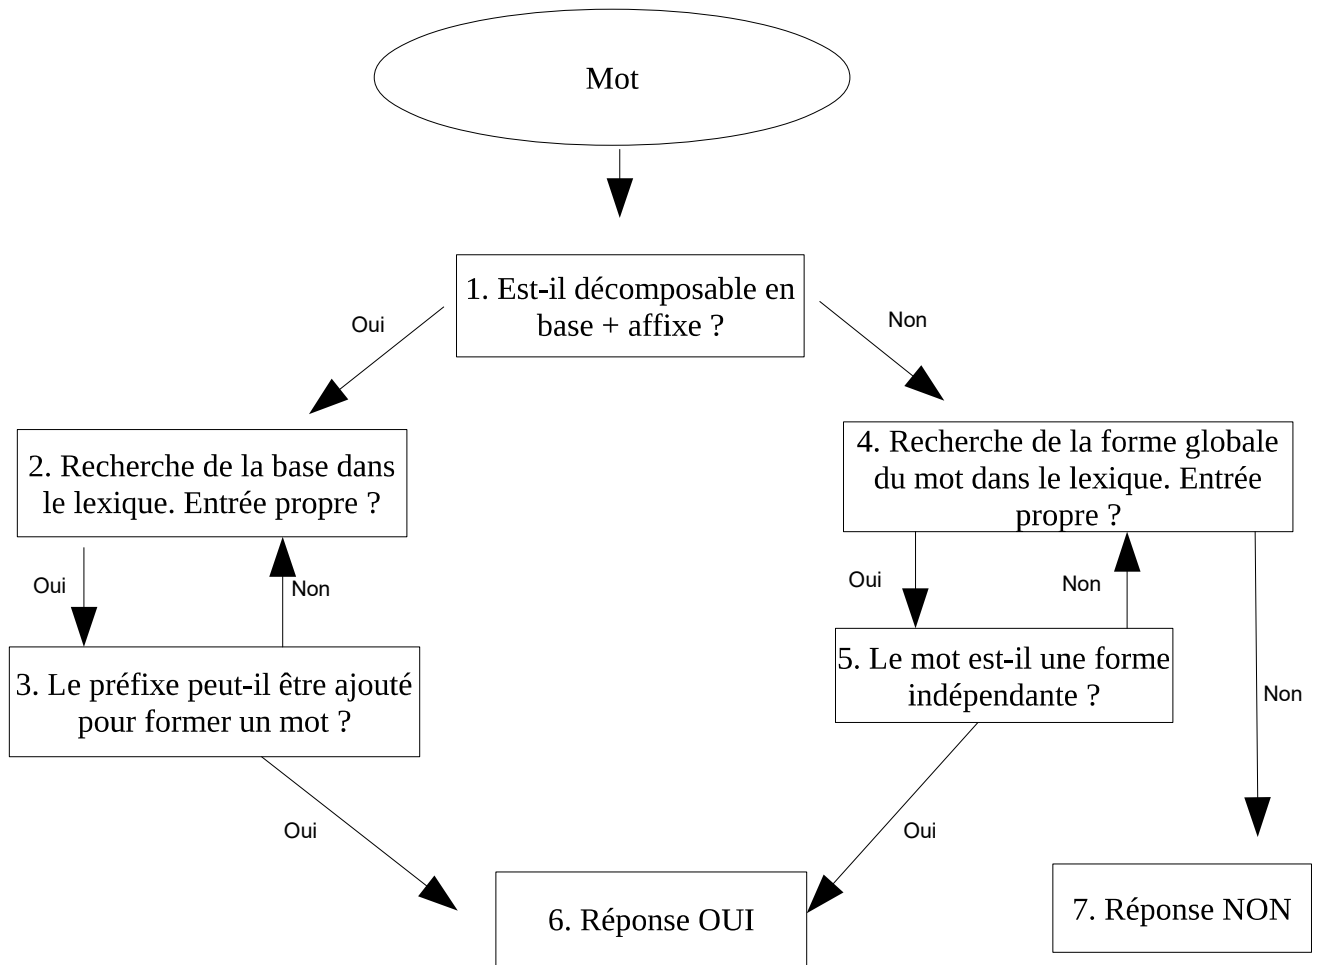 Mot
1. Est-il décomposable en
base + affixe ?
Oui
Non
2. Recherche de la base dans
le lexique. Entrée propre ?
4. Recherche de la forme globale
du mot dans le lexique. Entrée
propre ?
Oui
Non
Oui
Non
3. Le préfixe peut-il être ajouté
pour former un mot ?
5. Le mot est-il une forme
indépendante ?
Non
Oui
Oui
6. Réponse OUI
7. Réponse NON